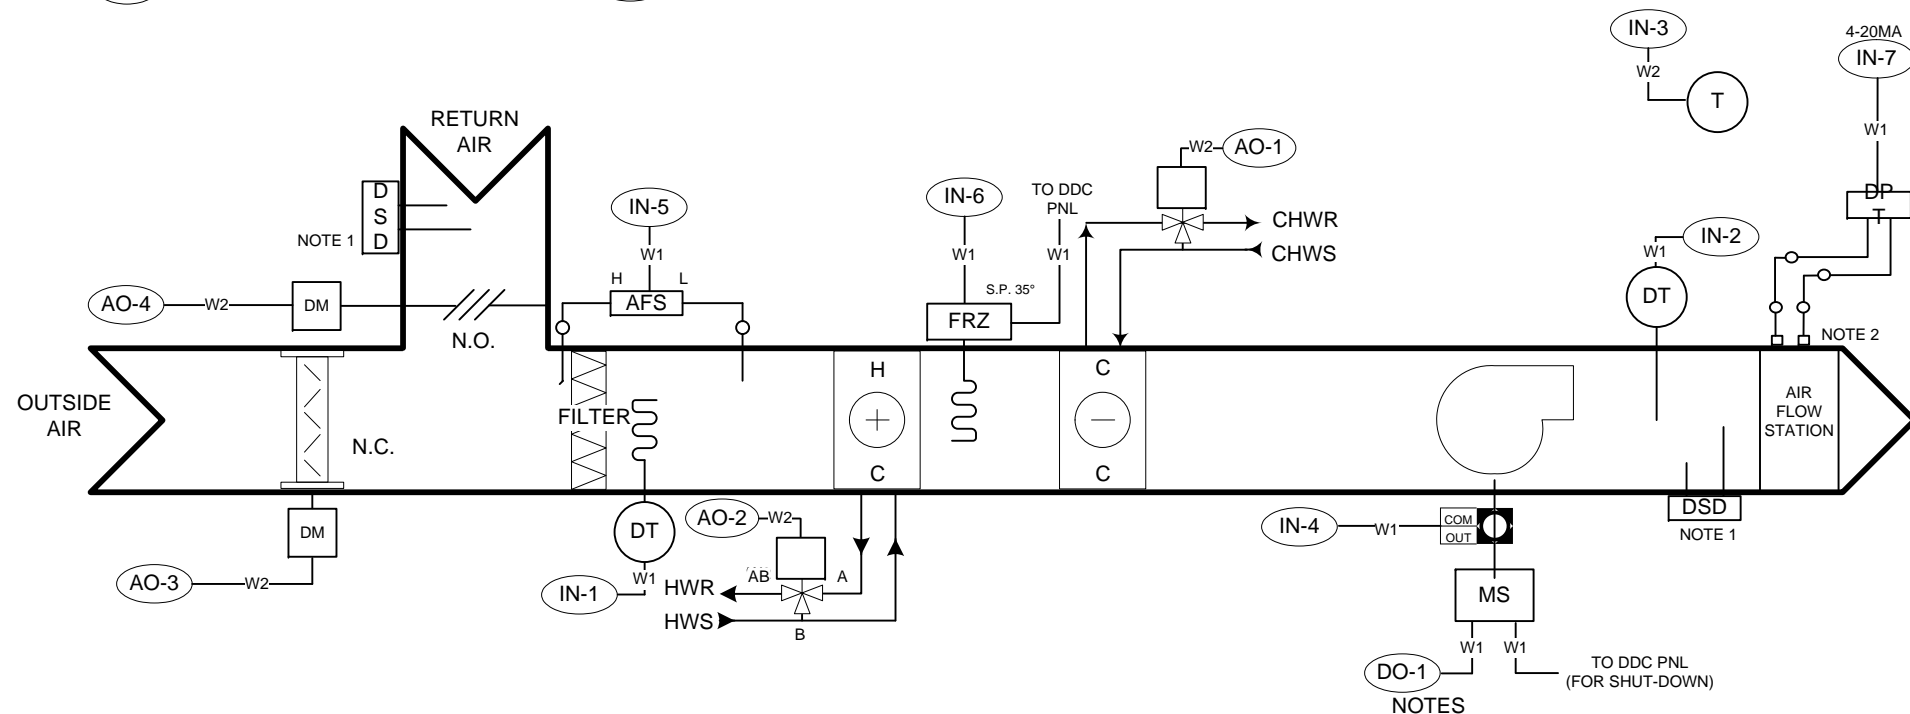 IN-3
4-20MA
IN-7
W2
T
W1
RETURN
AIR
AO-1
W2
D
S
D
NOTE 1
IN-5
W1
H
L
AFS
IN-6
W1
TO DDC
PNL
W1
S.P. 35°
FRZ
CHWR
CHWS
DP
T
IN-2
W1
DT
AO-4
W2
DM
N.O.
NOTE 2
OUTSIDE
AIR
N.C.
FILTER
H
C
C
C
AIR
FLOW
STATION
DM
AO-3
W2
DT
W1
IN-1
AO-2
W2
AB
A
B
HWR
HWS
IN-4
W1
COM
OUT
DSD
NOTE 1
MS
W1
W1
DO-1
TO DDC PNL
(FOR SHUT-DOWN)
NOTES